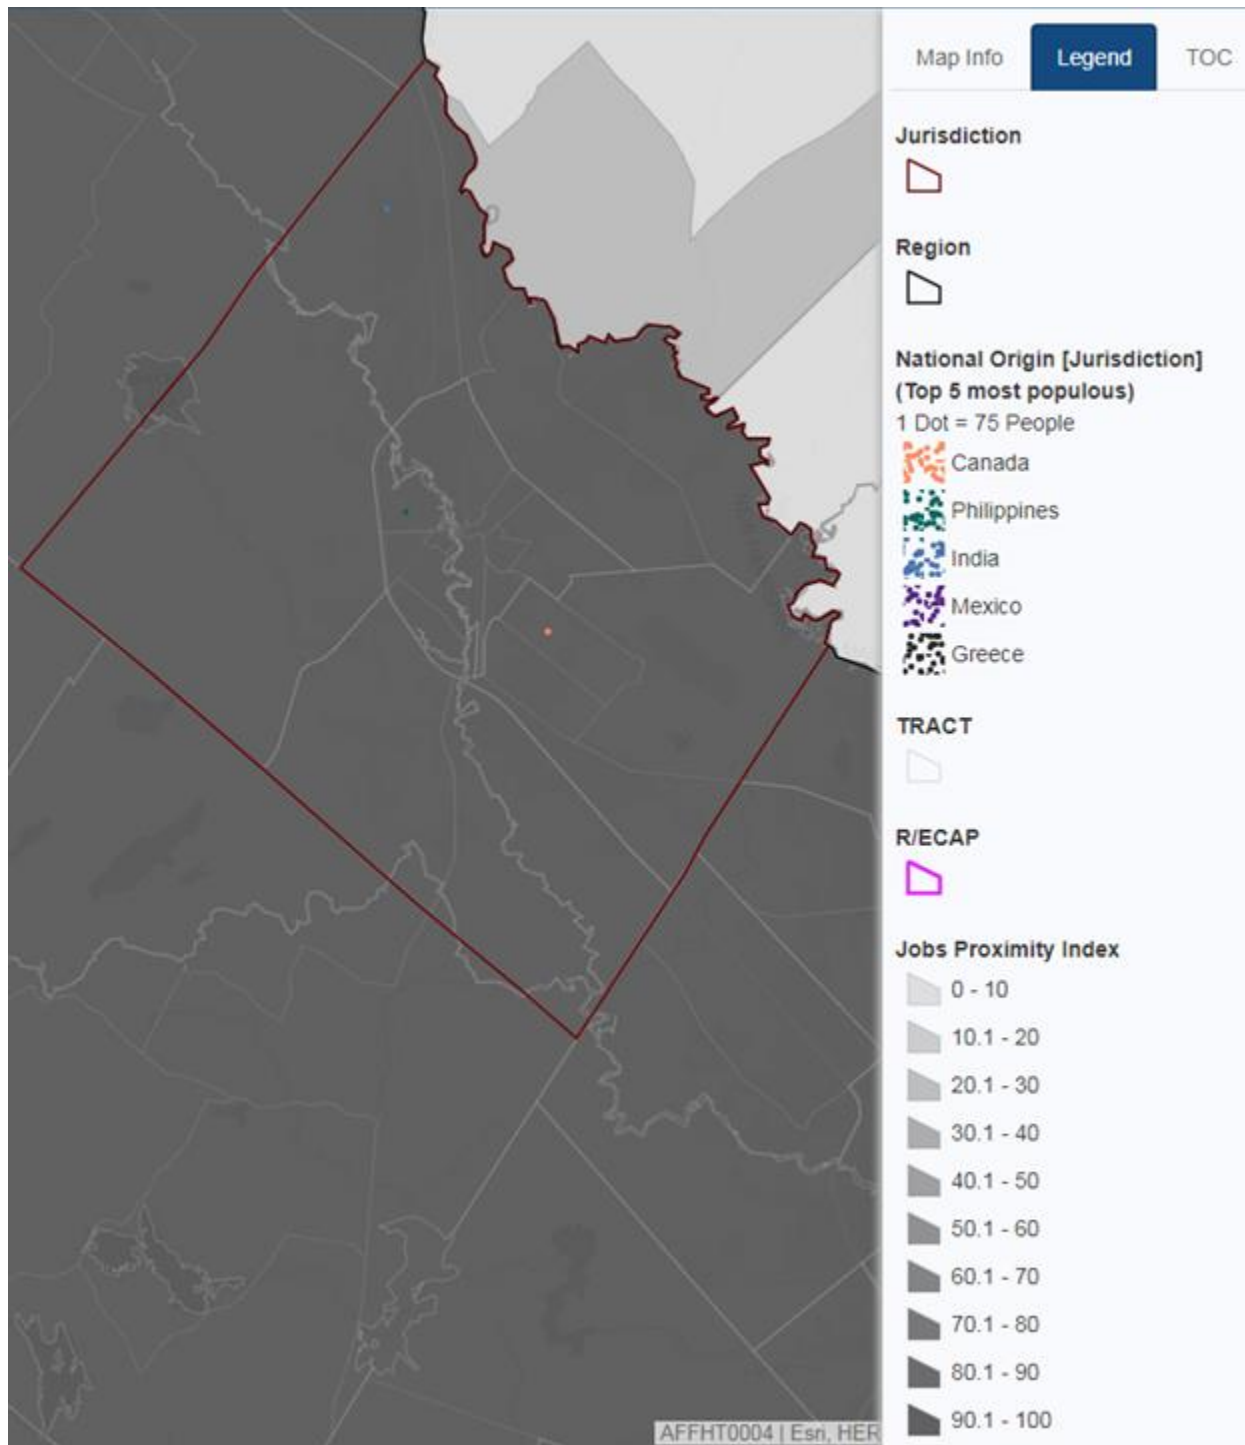 Map Info Legend TOC
Jurisdiction
Region
National Origin [Jurisdiction]
(Top 5 most populous)
1 Dot = 75 People
Canada
Philippines
India
Mexico
Greece
TRACT
R/ECAP
Jobs Proximity Index
0 - 10
10.1 - 20
20.1 - 30
30.1 - 40
40.1 - 50
50.1 - 60
60.1 - 70
70.1 - 80
80.1 - 90
90.1 - 100
AFFHT0004 | Esri, HER